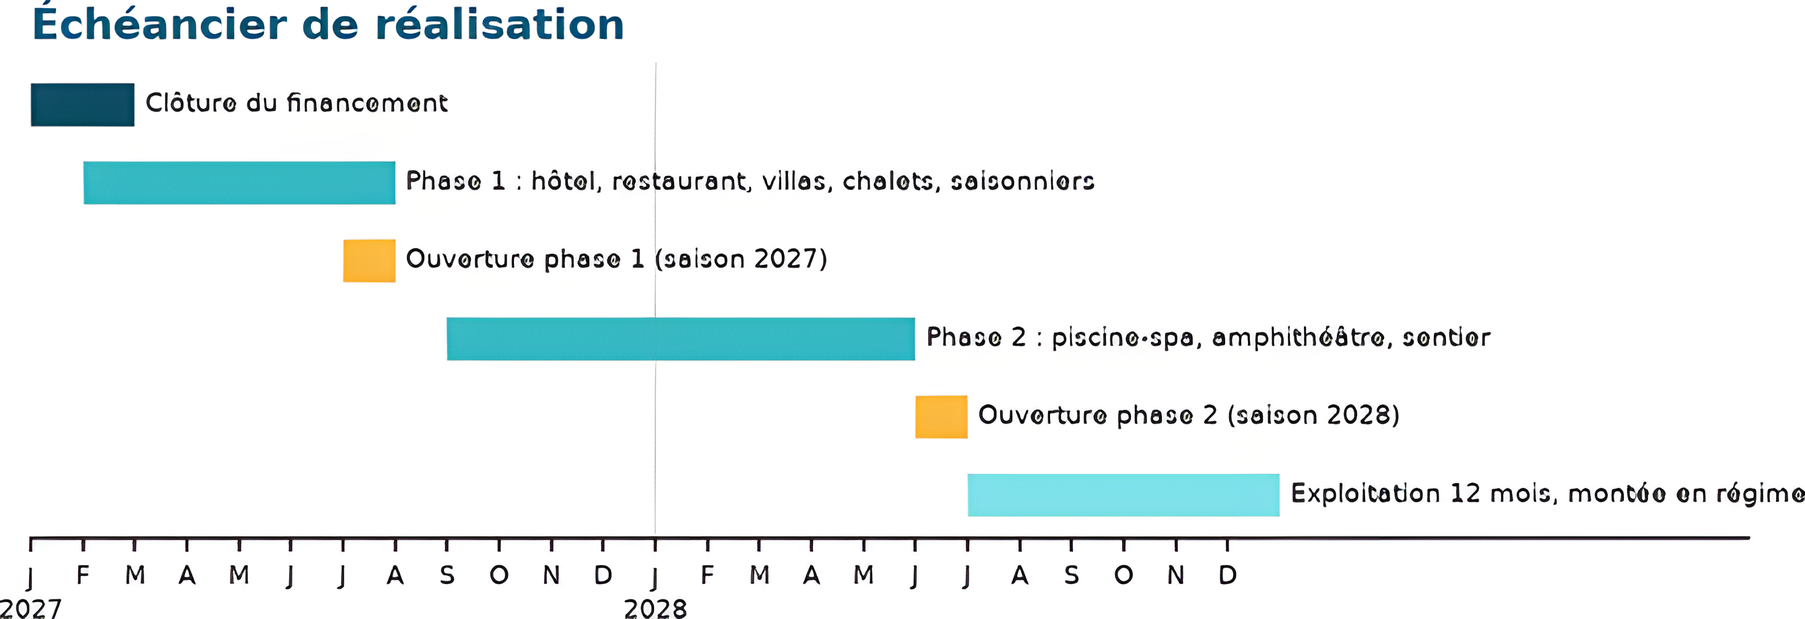 Échéancier de réalisation
Clôture du financement
Phase 1 : hôtel, restaurant, villas, chalets, saisonniers
Ouverture phase 1 (saison 2027)
Phase 2 : piscine-spa, amphithéâtre, sentier
Ouverture phase 2 (saison 2028)
Exploitation 12 mois, montée en régime
J F M A M J J A S O N D J F M A M J J A S O N D
2027 2028